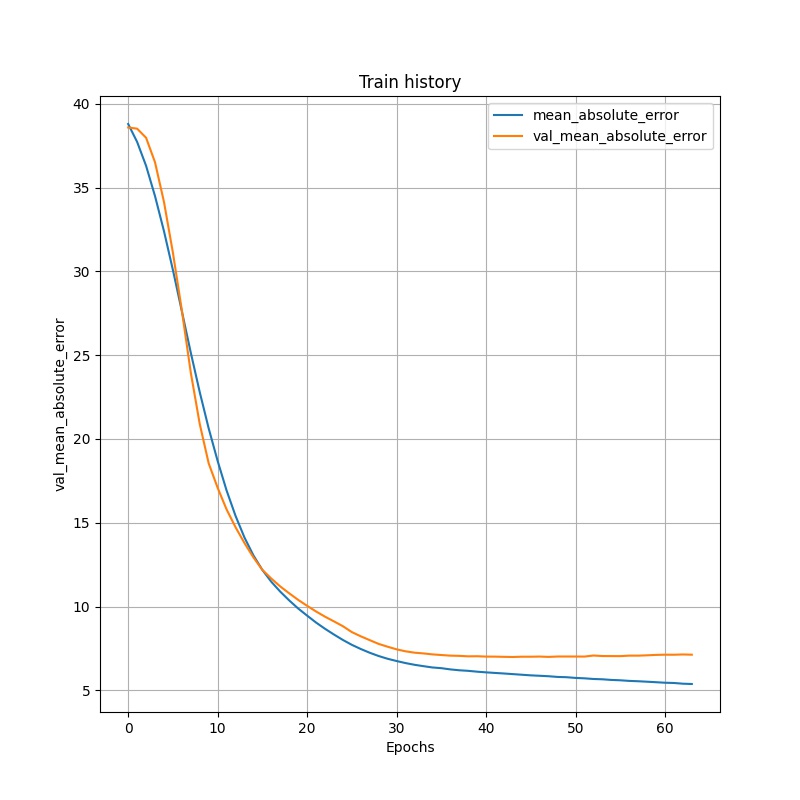 Train history
mean_absolute_error
val_mean_absolute_error
40
35
30
25
20
15
10
5
val_mean_absolute_error
0 10 20 30 40 50 60
Epochs